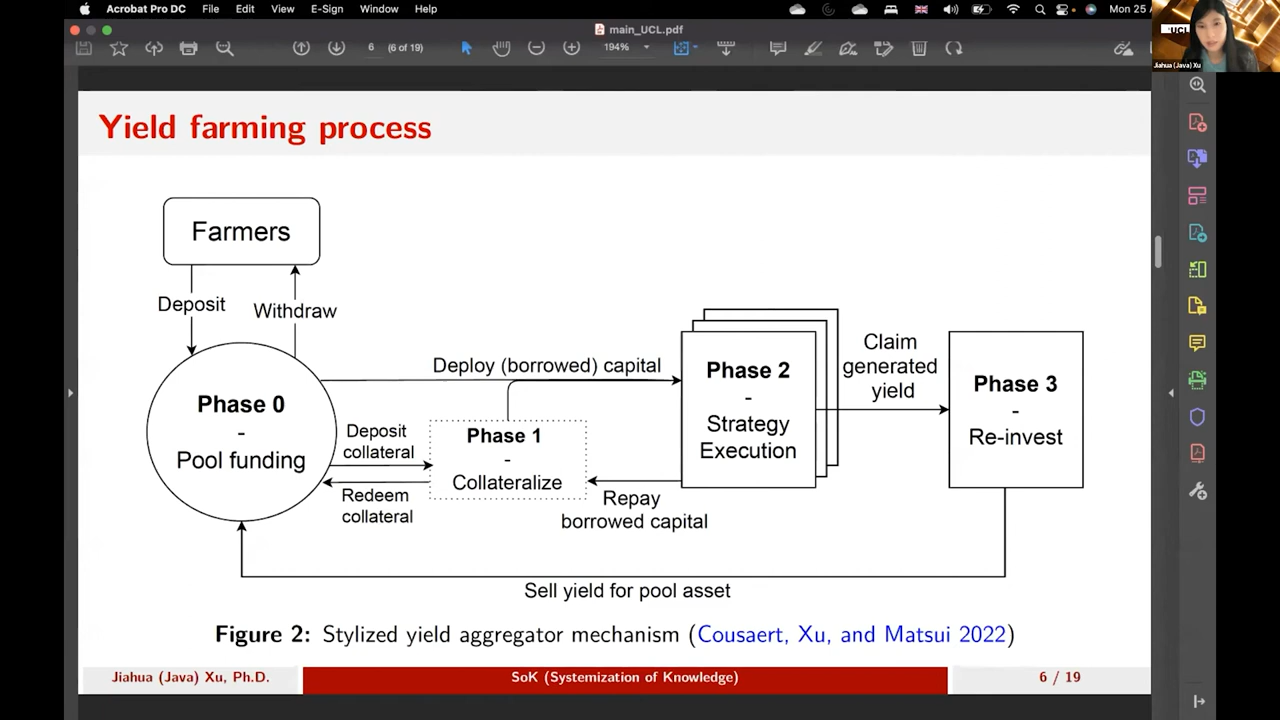 Acrobat Pro DC File Edit View E-Sign Window Help
Mon 25
main_UCL.pdf
6 (6 of 19)
194%
UCL
Jiahua (Java) Xu
Yield farming process
Farmers
Deposit
Withdraw
Phase 0
-
Pool funding
Deposit
collateral
Redeem
collateral
Deploy (borrowed) capital
Phase 1
-
Collateralize
Repay
borrowed capital
Phase 2
-
Strategy
Execution
Claim
generated
yield
Phase 3
-
Re-invest
Sell yield for pool asset
Figure 2: Stylized yield aggregator mechanism (Cousaert, Xu, and Matsui 2022)
Jiahua (Java) Xu, Ph.D. SoK (Systemization of Knowledge) 6 / 19